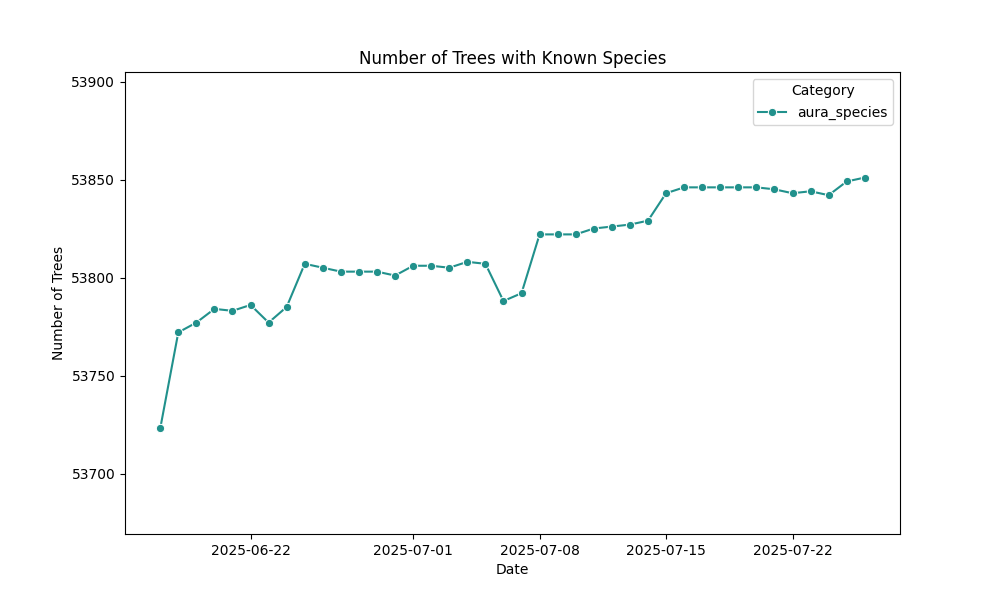 Number of Trees with Known Species
Category
aura_species
53900
53850
53800
53750
53700
Number of Trees
2025-06-22
2025-07-01
2025-07-08
2025-07-15
2025-07-22
Date